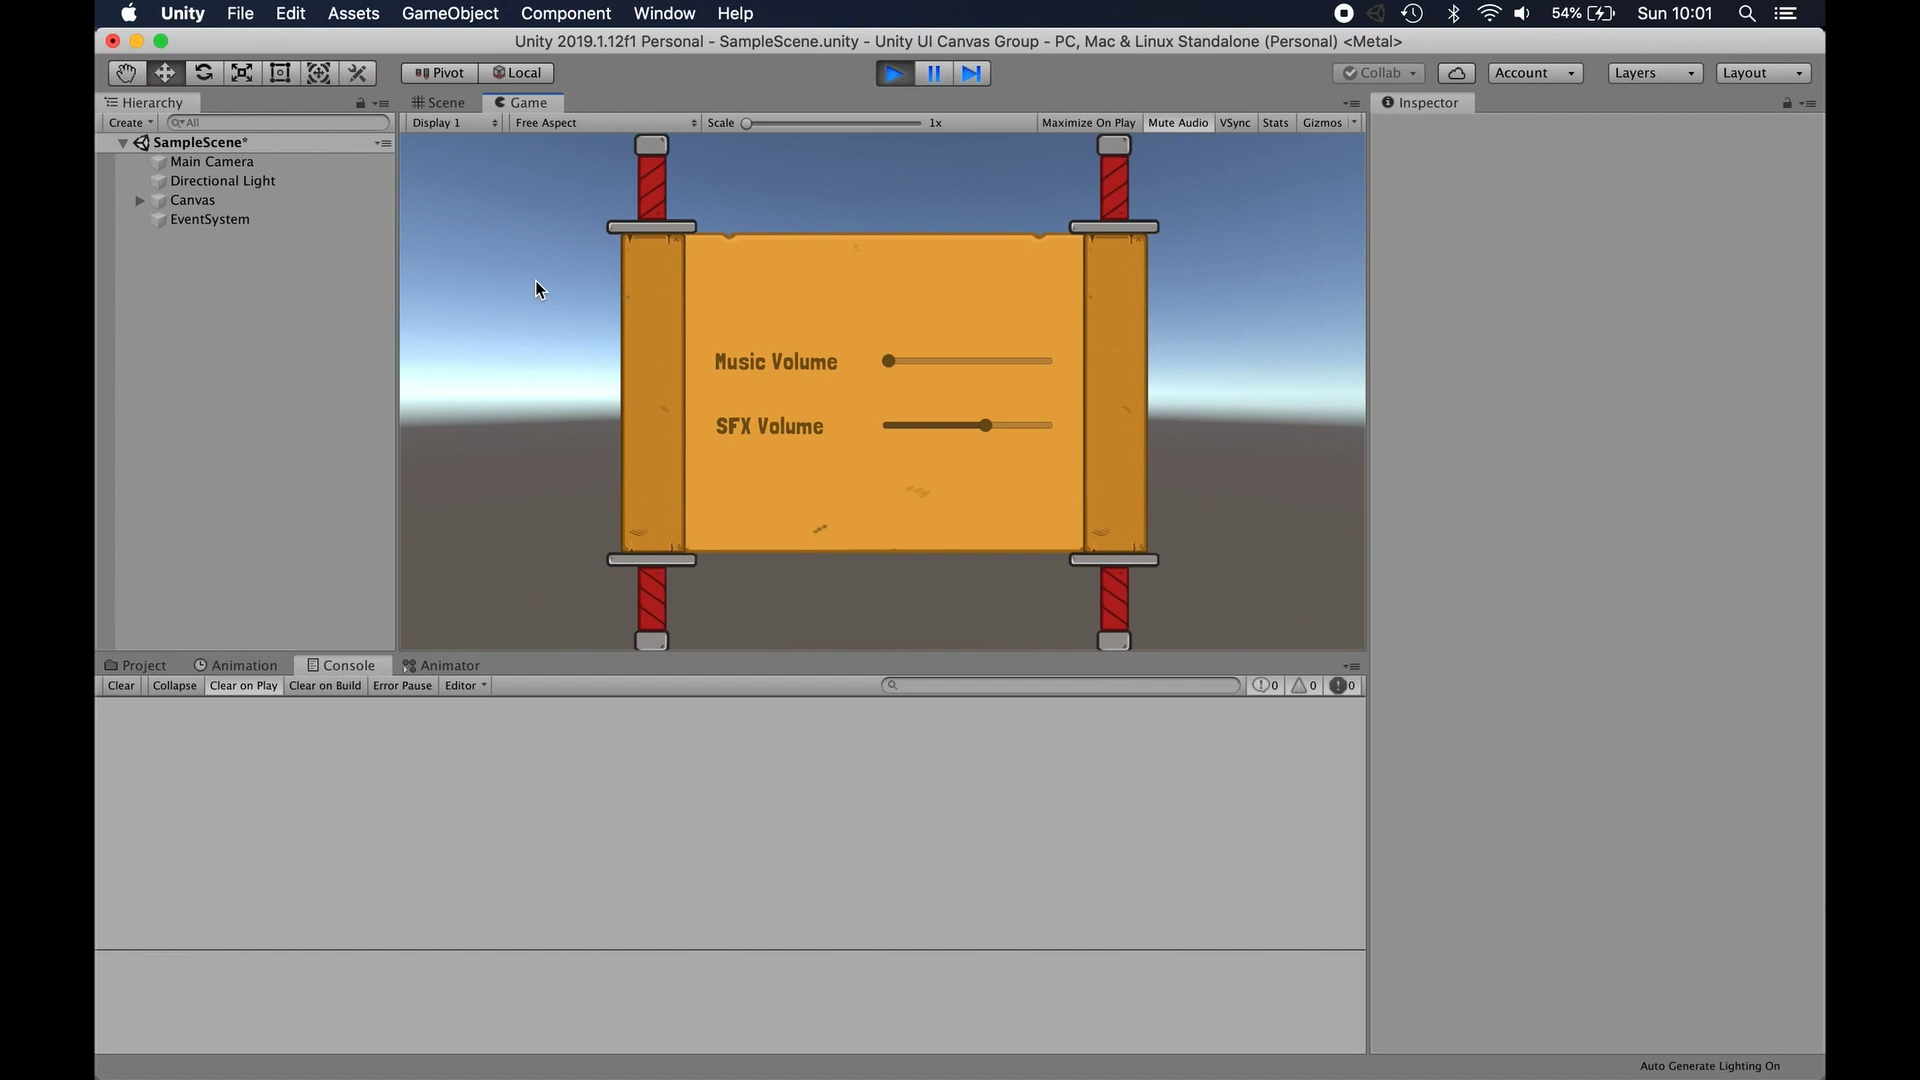 Unity File Edit Assets GameObject Component Window Help 54% Sun 10:01
Unity 2019.1.12f1 Personal - SampleScene.unity - Unity UI Canvas Group - PC, Mac & Linux Standalone (Personal) <Metal>
Pivot Local Collab Account Layers Layout
Hierarchy Scene Game Inspector
Create All Display 1 Free Aspect Scale 1x Maximize On Play Mute Audio VSync Stats Gizmos
SampleScene*
Main Camera
Directional Light
Canvas
EventSystem
Music Volume
SFX Volume
Project Animation Console Animator
Clear Collapse Clear on Play Clear on Build Error Pause Editor 0 0 0
Auto Generate Lighting On